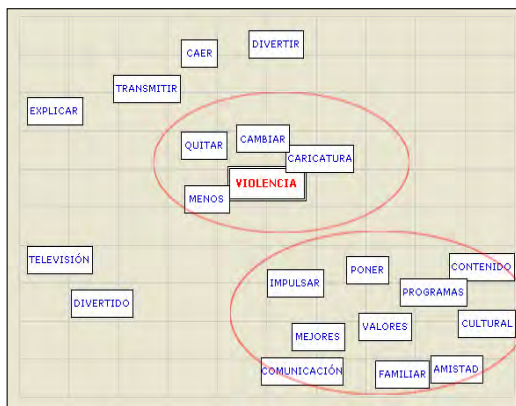 DIVERTIR
CAER
TRANSMITIR
EXPLICAR
CAMBIAR
QUITAR
CARICATURA
VIOLENCIA
MENOS
TELEVISIÓN
CONTENIDO
PONER
IMPULSAR
PROGRAMAS
DIVERTIDO
CULTURAL
VALORES
MEJORES
COMUNICACIÓN
FAMILIAR
AMISTAD